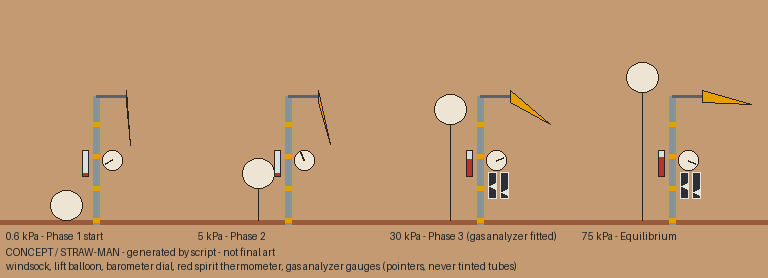 0.6 kPa - Phase 1 start
5 kPa - Phase 2
30 kPa - Phase 3 (gas analyzer fitted)
75 kPa - Equilibrium
CONCEPT / STRAW-MAN - generated by script - not final art
windsock, lift balloon, barometer dial, red spirit thermometer, gas analyzer gauges (pointers, never tinted tubes)